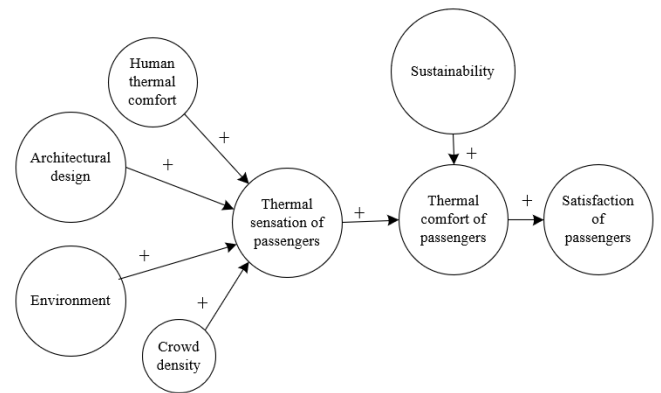 Human
thermal
comfort
+
Sustainability
+
Architectural
design
+
Thermal
sensation of
passengers
+
Thermal
comfort of
passengers
+
Satisfaction
of
passengers
Environment
+
Crowd
density
+